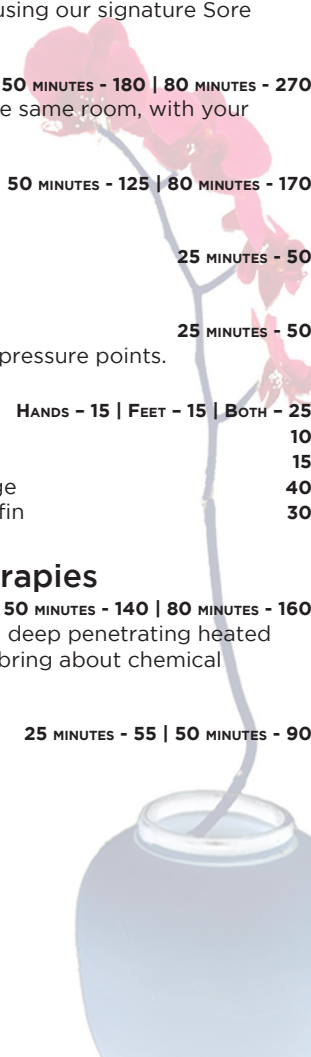 using our signature Sore
50 MINUTES - 180 | 80 MINUTES - 270
e same room, with your
50 MINUTES - 125 | 80 MINUTES - 170
25 MINUTES - 50
25 MINUTES - 50
pressure points.
HANDS – 15 | FEET – 15 | BOTH – 25
10
15
ge 40
fin 30
rapies
50 MINUTES - 140 | 80 MINUTES - 160
deep penetrating heated
bring about chemical
25 MINUTES - 55 | 50 MINUTES - 90